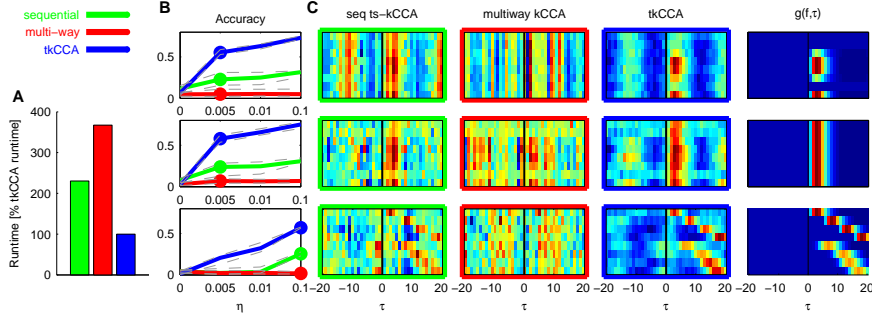 sequential
multi−way
tkCCA
A
Runtime [% tkCCA runtime]
400
300
200
100
0
B
Accuracy
0.5
0
0 0.005 0.01 0.1
0.5
0
0 0.005 0.01 0.1
0.5
0
0 0.005 0.01 0.1
η
C
seq ts−kCCA
multiway kCCA
tkCCA
g(f,τ)
−20 −10 0 10 20
τ
−20 −10 0 10 20
τ
−20 −10 0 10 20
τ
−20 −10 0 10 20
τ